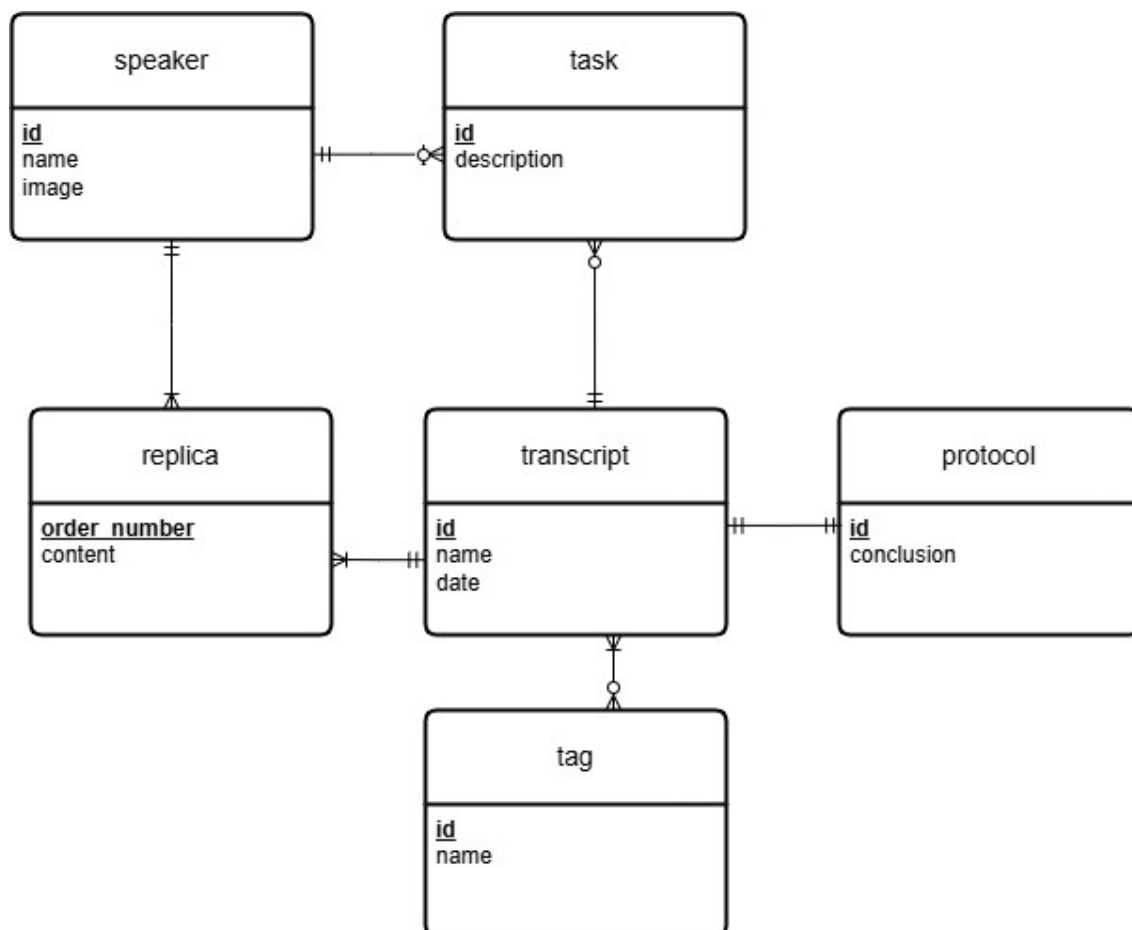 speaker
id
name
image
task
id
description
replica
order_number
content
transcript
id
name
date
protocol
id
conclusion
tag
id
name